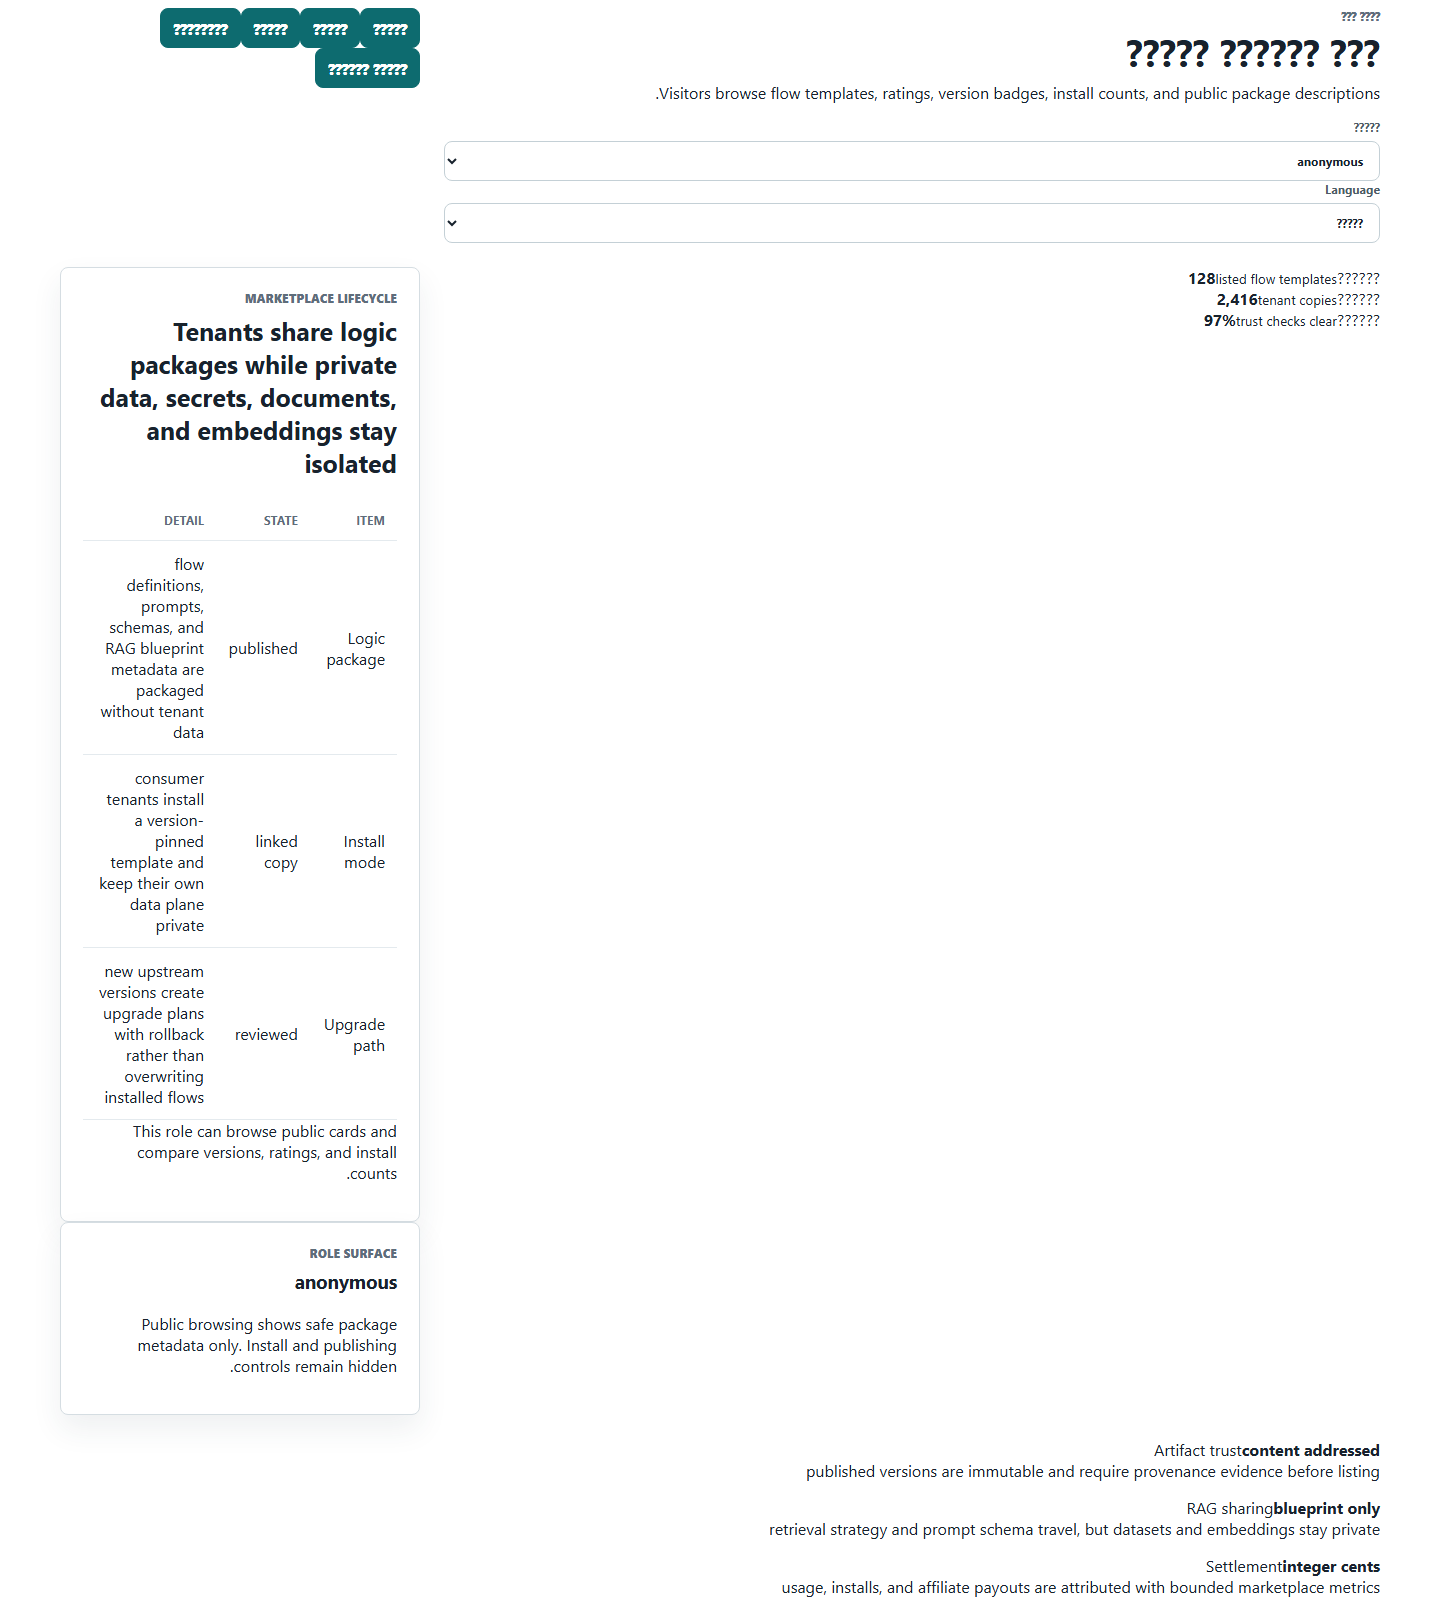 ??? ????
??? ?????? ?????
Visitors browse flow templates, ratings, version badges, install counts, and public package descriptions.
?????
anonymous
Language
?????
????? ????? ????? ????????
????? ??????
??????listed flow templates128
??????tenant copies2,416
??????trust checks clear97%
MARKETPLACE LIFECYCLE
Tenants share logic
packages while private
data, secrets, documents,
and embeddings stay
isolated
ITEM STATE DETAIL
Logic
package
published
flow
definitions,
prompts,
schemas, and
RAG blueprint
metadata are
packaged
without tenant
data
Install
mode
linked
copy
consumer
tenants install
a version-
pinned
template and
keep their own
data plane
private
Upgrade
path
reviewed
new upstream
versions create
upgrade plans
with rollback
rather than
overwriting
installed flows
This role can browse public cards and
compare versions, ratings, and install
counts.
ROLE SURFACE
anonymous
Public browsing shows safe package
metadata only. Install and publishing
controls remain hidden.
Artifact trustcontent addressed
published versions are immutable and require provenance evidence before listing
RAG sharingblueprint only
retrieval strategy and prompt schema travel, but datasets and embeddings stay private
Settlementinteger cents
usage, installs, and affiliate payouts are attributed with bounded marketplace metrics